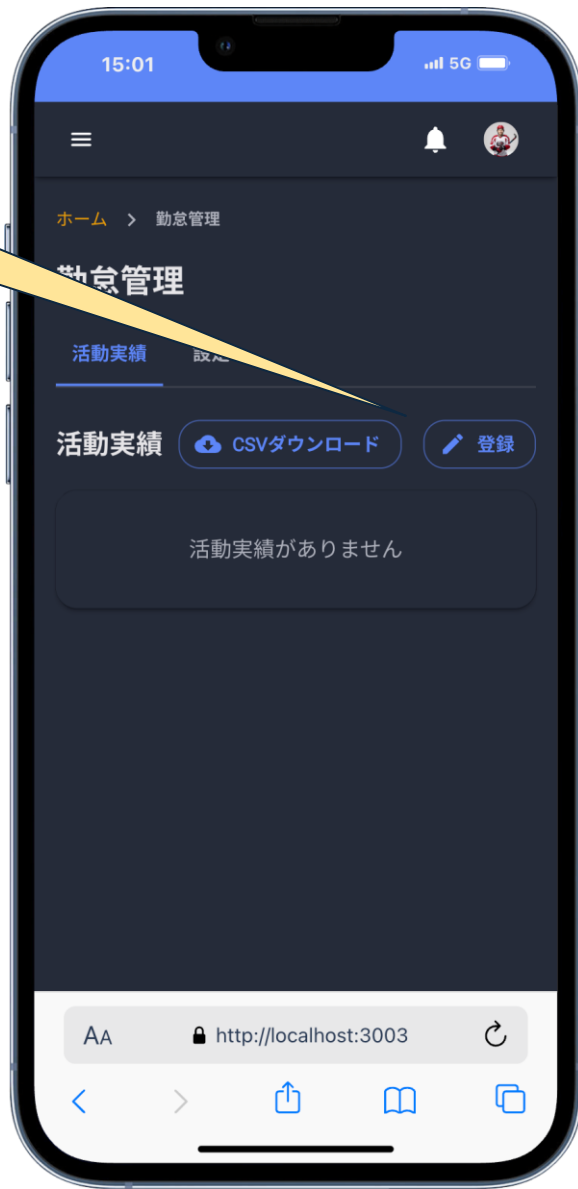 15:01
5G
ホーム > 勤怠管理
勤怠管理
活動実績
活動実績 CSVダウンロード 登録
活動実績がありません
AA http://localhost:3003